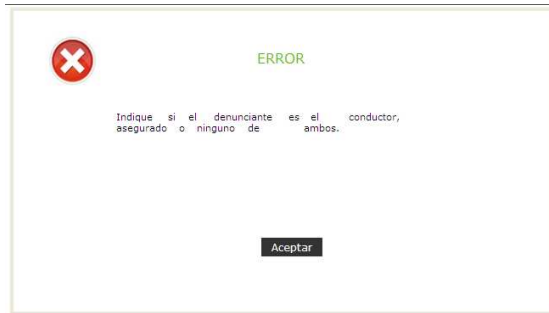 ERROR
Indique si el denunciante es el conductor,
asegurado o ninguno de ambos.
Aceptar